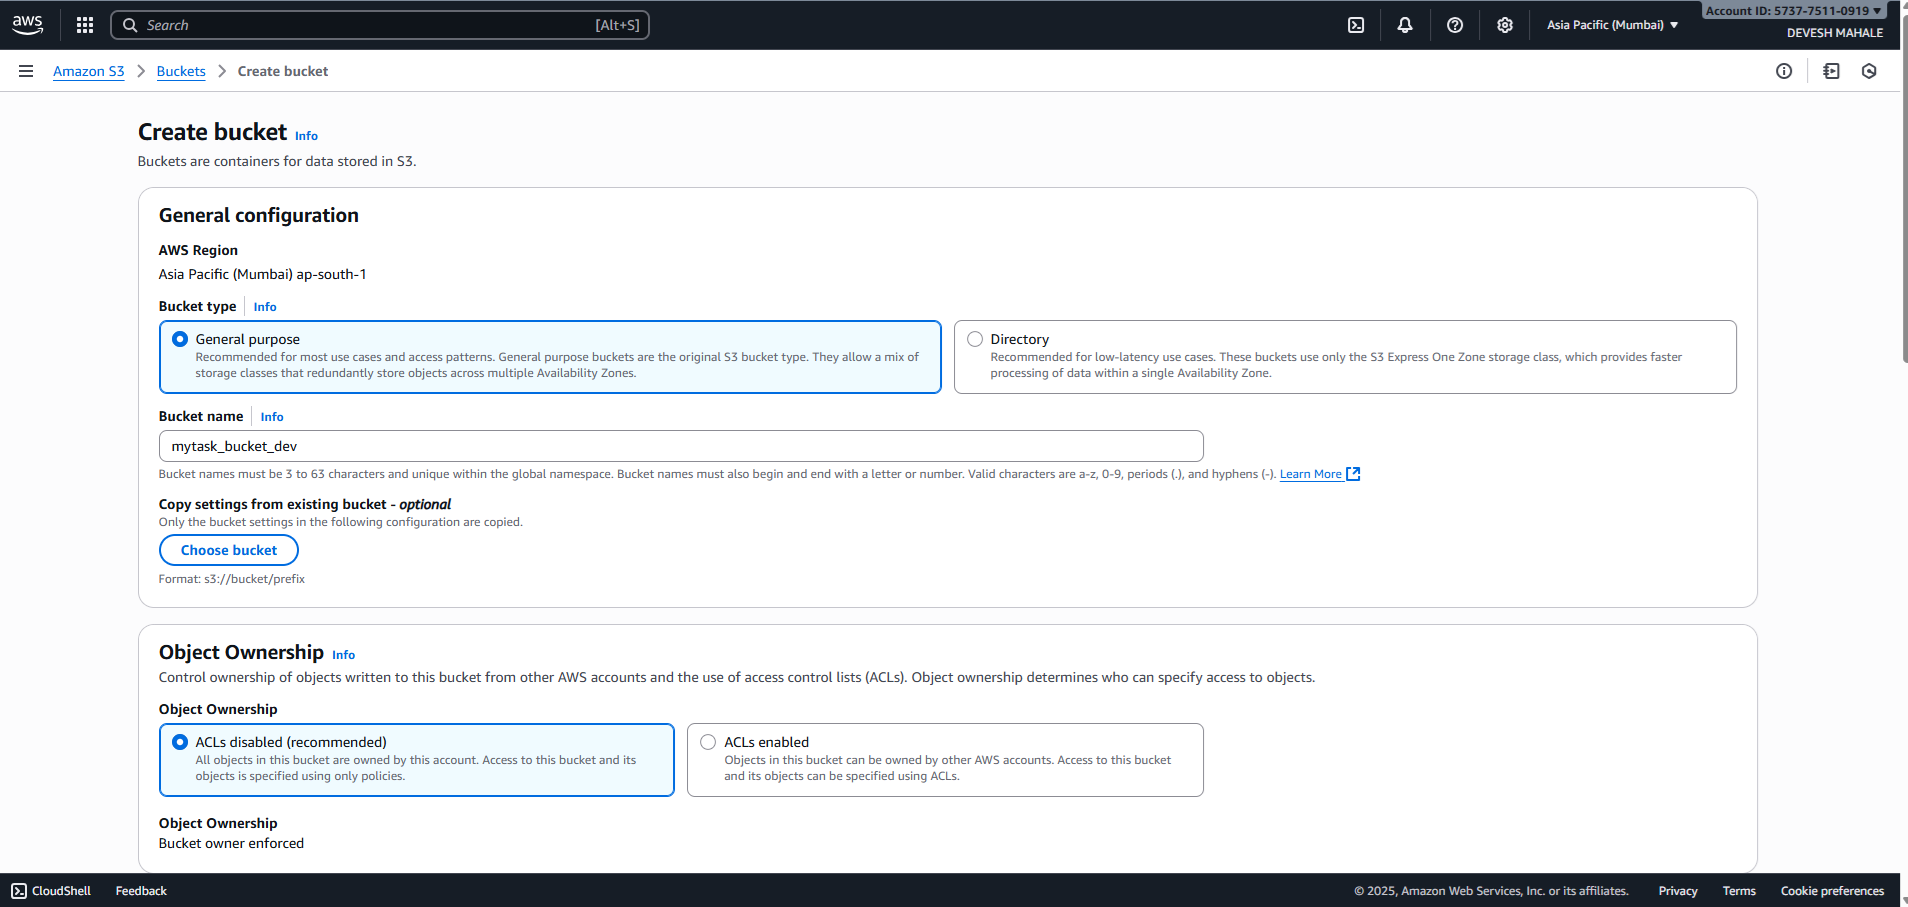 aws
Search
[Alt+S]
Asia Pacific (Mumbai)
Account ID: 5737-7511-0919
DEVESH MAHALE
Amazon S3
Buckets
Create bucket
Create bucket Info
Buckets are containers for data stored in S3.
General configuration
AWS Region
Asia Pacific (Mumbai) ap-south-1
Bucket type
Info
General purpose
Recommended for most use cases and access patterns. General purpose buckets are the original S3 bucket type. They allow a mix of
storage classes that redundantly store objects across multiple Availability Zones.
Directory
Recommended for low-latency use cases. These buckets use only the S3 Express One Zone storage class, which provides faster
processing of data within a single Availability Zone.
Bucket name
Info
mytask_bucket_dev
Bucket names must be 3 to 63 characters and unique within the global namespace. Bucket names must also begin and end with a letter or number. Valid characters are a-z, 0-9, periods (.), and hyphens (-). Learn More
Copy settings from existing bucket - optional
Only the bucket settings in the following configuration are copied.
Choose bucket
Format: s3://bucket/prefix
Object Ownership Info
Control ownership of objects written to this bucket from other AWS accounts and the use of access control lists (ACLs). Object ownership determines who can specify access to objects.
Object Ownership
ACLs disabled (recommended)
All objects in this bucket are owned by this account. Access to this bucket and its
objects is specified using only policies.
ACLs enabled
Objects in this bucket can be owned by other AWS accounts. Access to this bucket
and its objects can be specified using ACLs.
Object Ownership
Bucket owner enforced
CloudShell
Feedback
© 2025, Amazon Web Services, Inc. or its affiliates.
Privacy
Terms
Cookie preferences